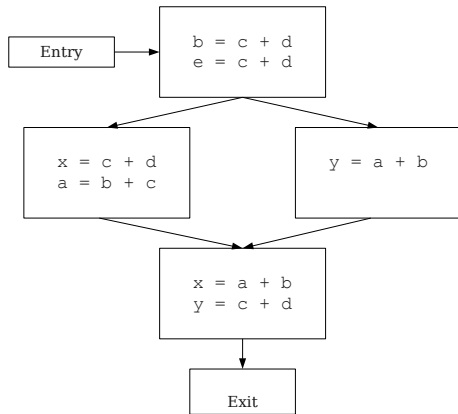 Entry
b = c + d
e = c + d
x = c + d
a = b + c
y = a + b
x = a + b
y = c + d
Exit